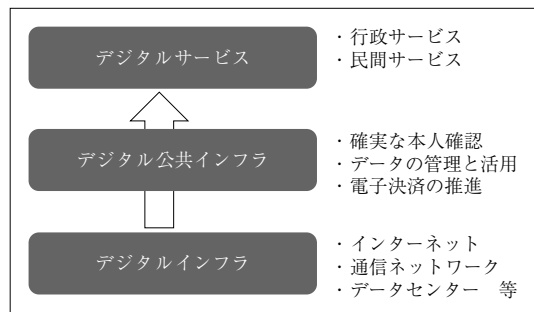 デジタルサービス
・行政サービス
・民間サービス
デジタル公共インフラ
・確実な本人確認
・データの管理と活用
・電子決済の推進
デジタルインフラ
・インターネット
・通信ネットワーク
・データセンター　等